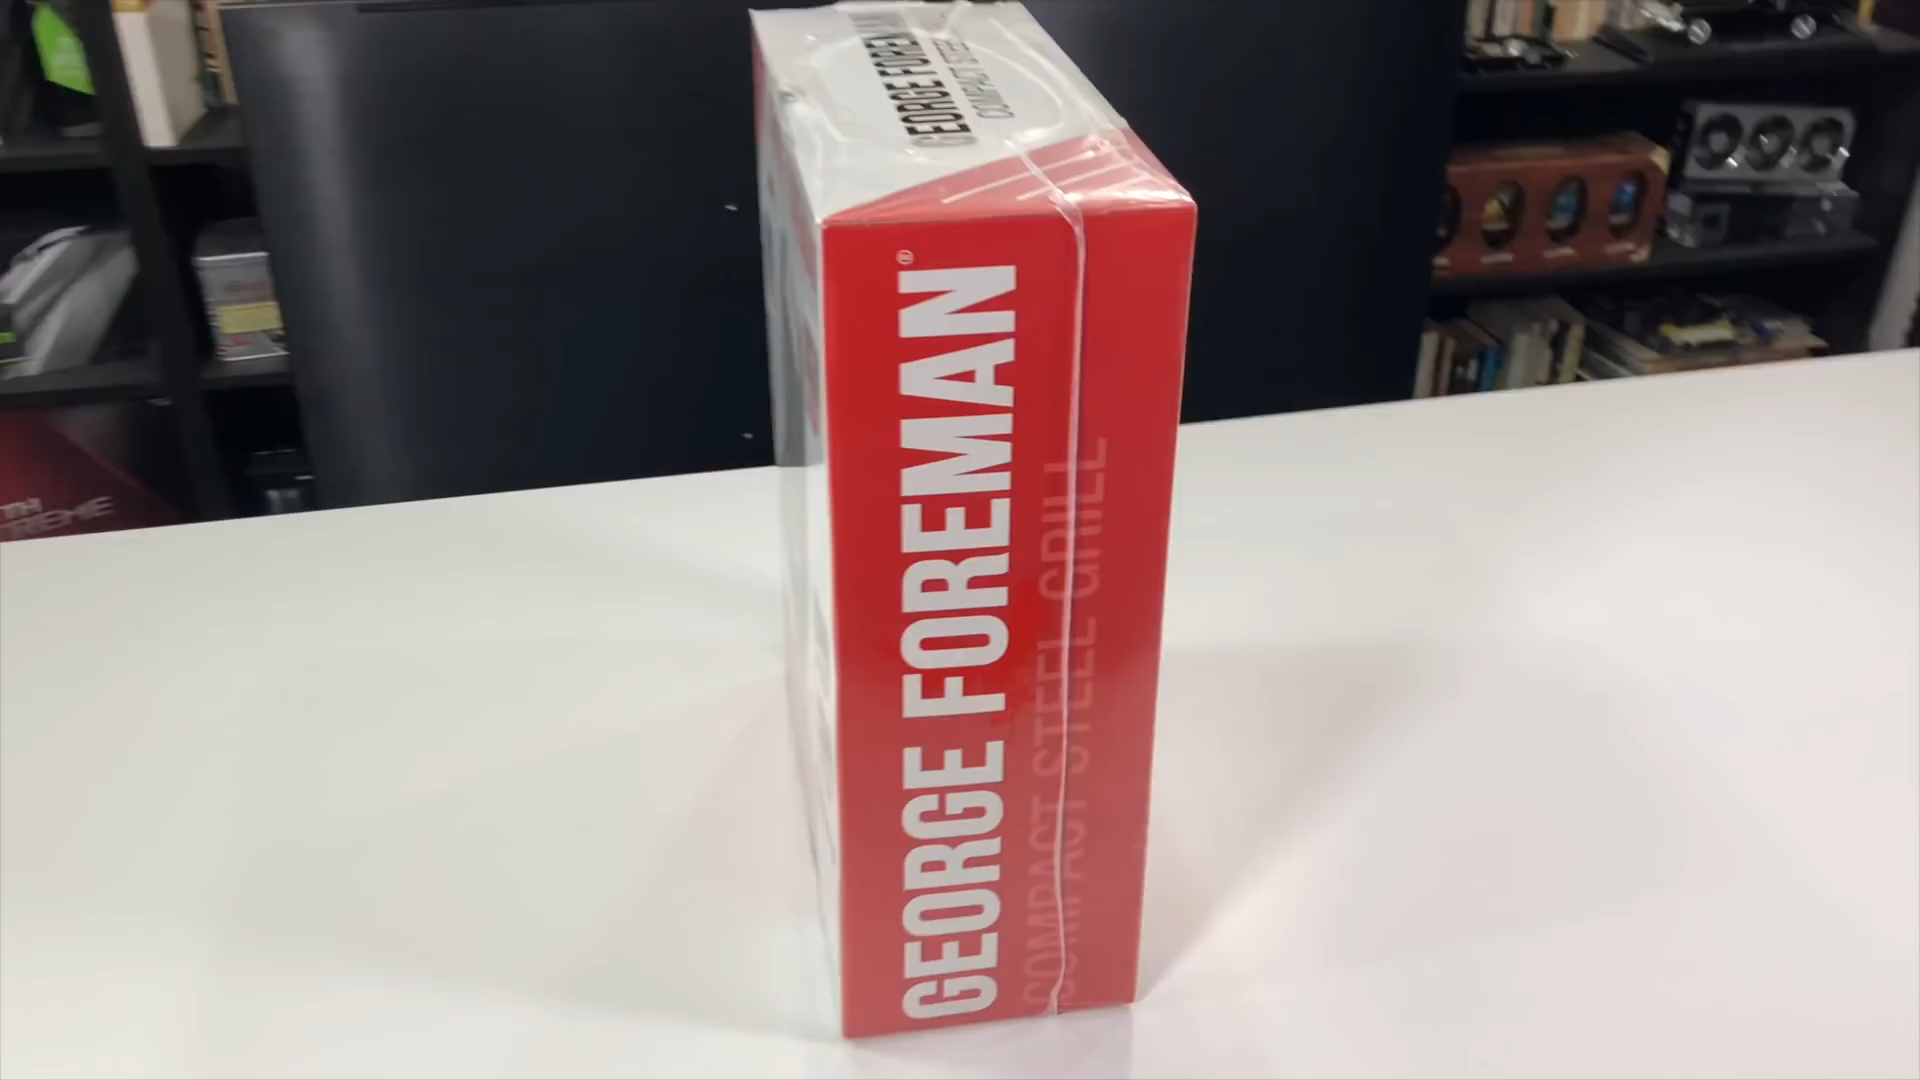 GEORGE FOREMAN
COMPACT STEEL
GEORGE FOREMAN®
COMPACT STEEL GRILL